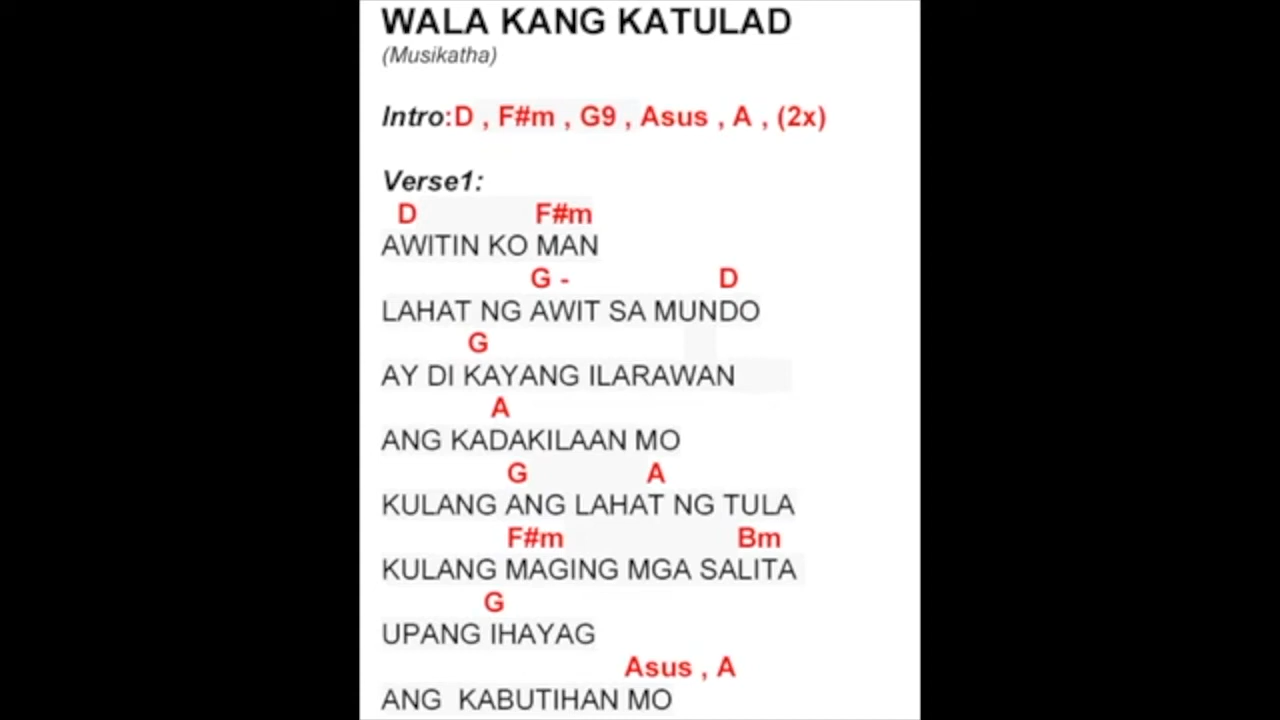 WALA KANG KATULAD
(Musikatha)
Intro:D , F#m , G9 , Asus , A , (2x)
Verse1:
D F#m
AWITIN KO MAN
G - D
LAHAT NG AWIT SA MUNDO
G
AY DI KAYANG ILARAWAN
A
ANG KADAKILAAN MO
G A
KULANG ANG LAHAT NG TULA
F#m Bm
KULANG MAGING MGA SALITA
G
UPANG IHAYAG
Asus , A
ANG KABUTIHAN MO